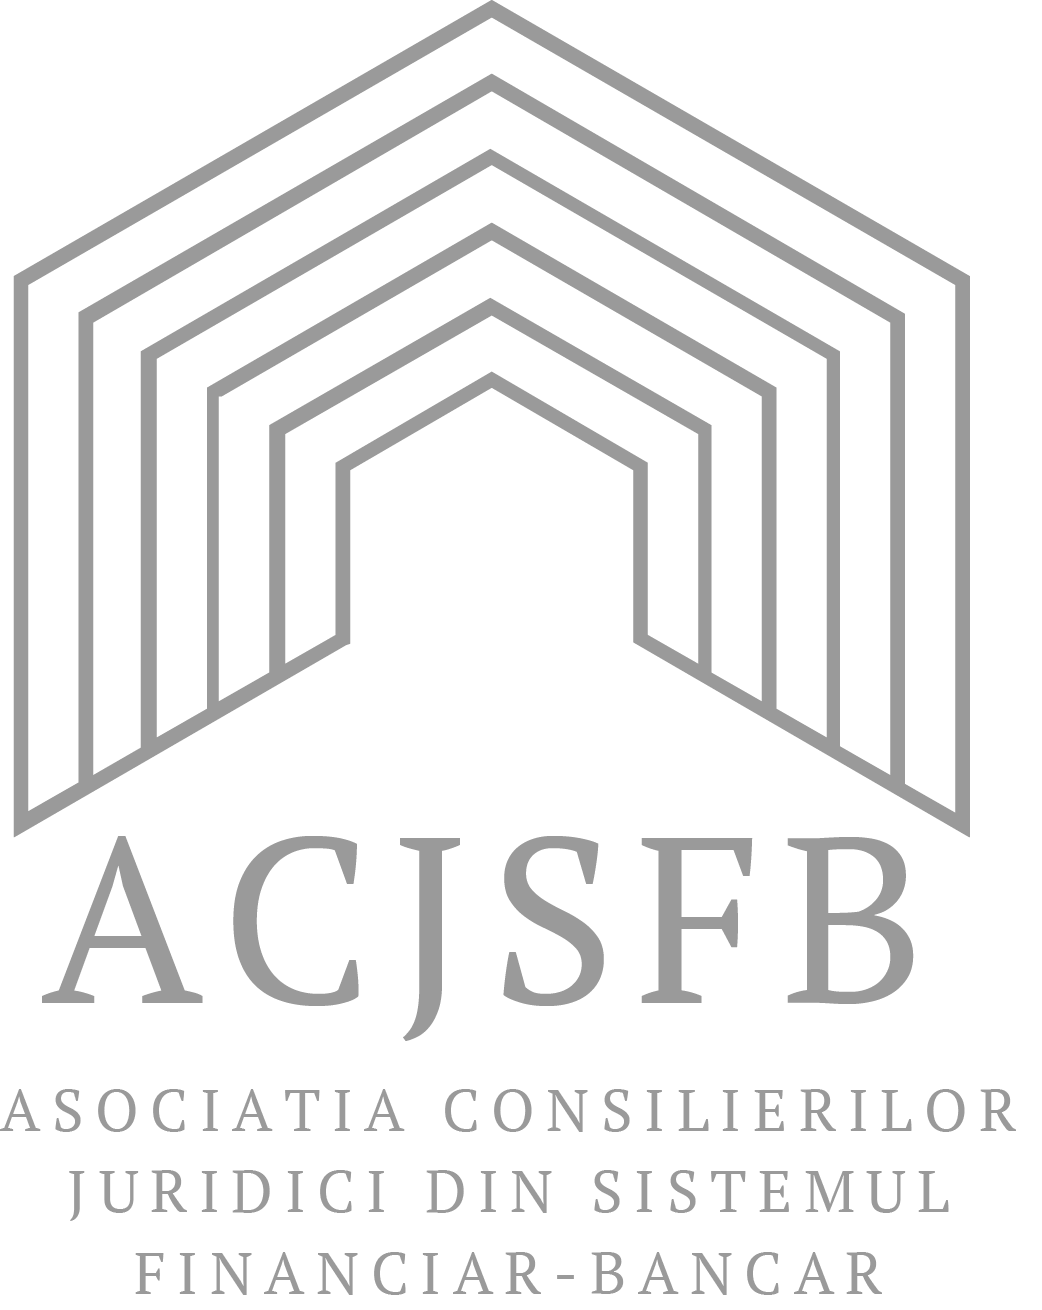 ACJSFB
ASOCIATIA CONSILIERILOR
JURIDICI DIN SISTEMUL
FINANCIAR-BANCAR